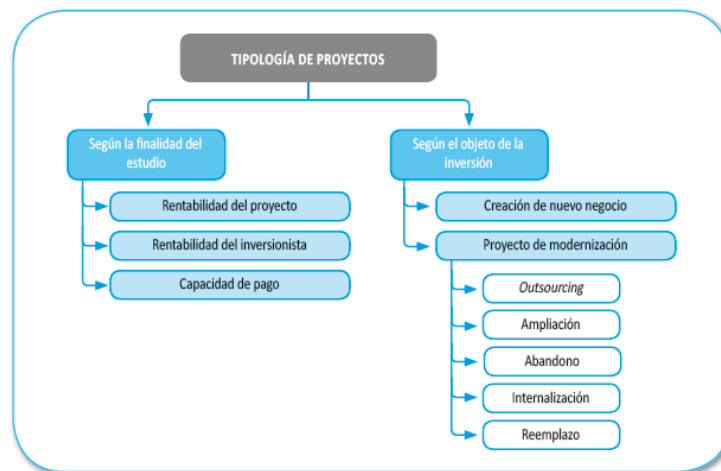 TIPOLOGÍA DE PROYECTOS
Según la finalidad del
estudio
Rentabilidad del proyecto
Rentabilidad del inversionista
Capacidad de pago
Según el objeto de la
inversión
Creación de nuevo negocio
Proyecto de modernización
Outsourcing
Ampliación
Abandono
Internalización
Reemplazo